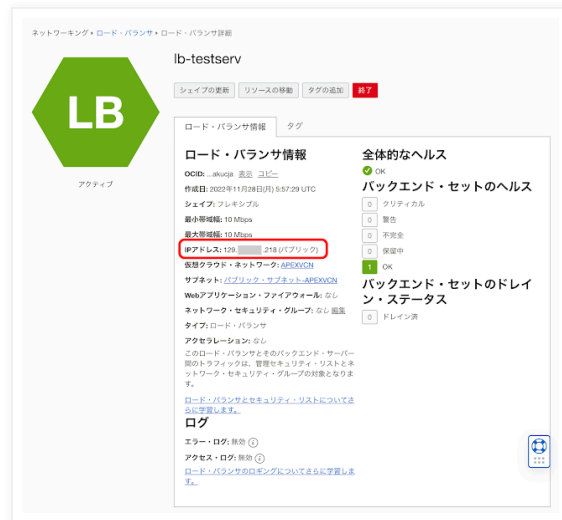 ネットワーキング » ロード・バランサ » ロード・バランサ詳細
LB
アクティブ
lb-testserv
シェイプの更新 リソースの移動 タグの追加 終了
ロード・バランサ情報 タグ
ロード・バランサ情報
OCID: ...akucja 表示 コピー
作成日: 2022年11月28日(月) 5:57:29 UTC
シェイプ: フレキシブル
最小帯域幅: 10 Mbps
最大帯域幅: 10 Mbps
IPアドレス: 129. .218 (パブリック)
仮想クラウド・ネットワーク: APEXVCN
サブネット: パブリック・サブネット-APEXVCN
Webアプリケーション・ファイアウォール: なし
ネットワーク・セキュリティ・グループ: なし 編集
タイプ: ロード・バランサ
アクセラレーション: なし
このロード・バランサとそのバックエンド・サーバー
間のトラフィックは、管理セキュリティ・リストとネ
ットワーク・セキュリティ・グループの対象となりま
す。
ロード・バランサとセキュリティ・リストについてさ
らに学習します。
ログ
エラー・ログ: 無効
アクセス・ログ: 無効
ロード・バランサのロギングについてさらに学習しま
す。
全体的なヘルス
OK
バックエンド・セットのヘルス
0 クリティカル
0 警告
0 不完全
0 保留中
1 OK
バックエンド・セットのドレイ
ン・ステータス
0 ドレイン済